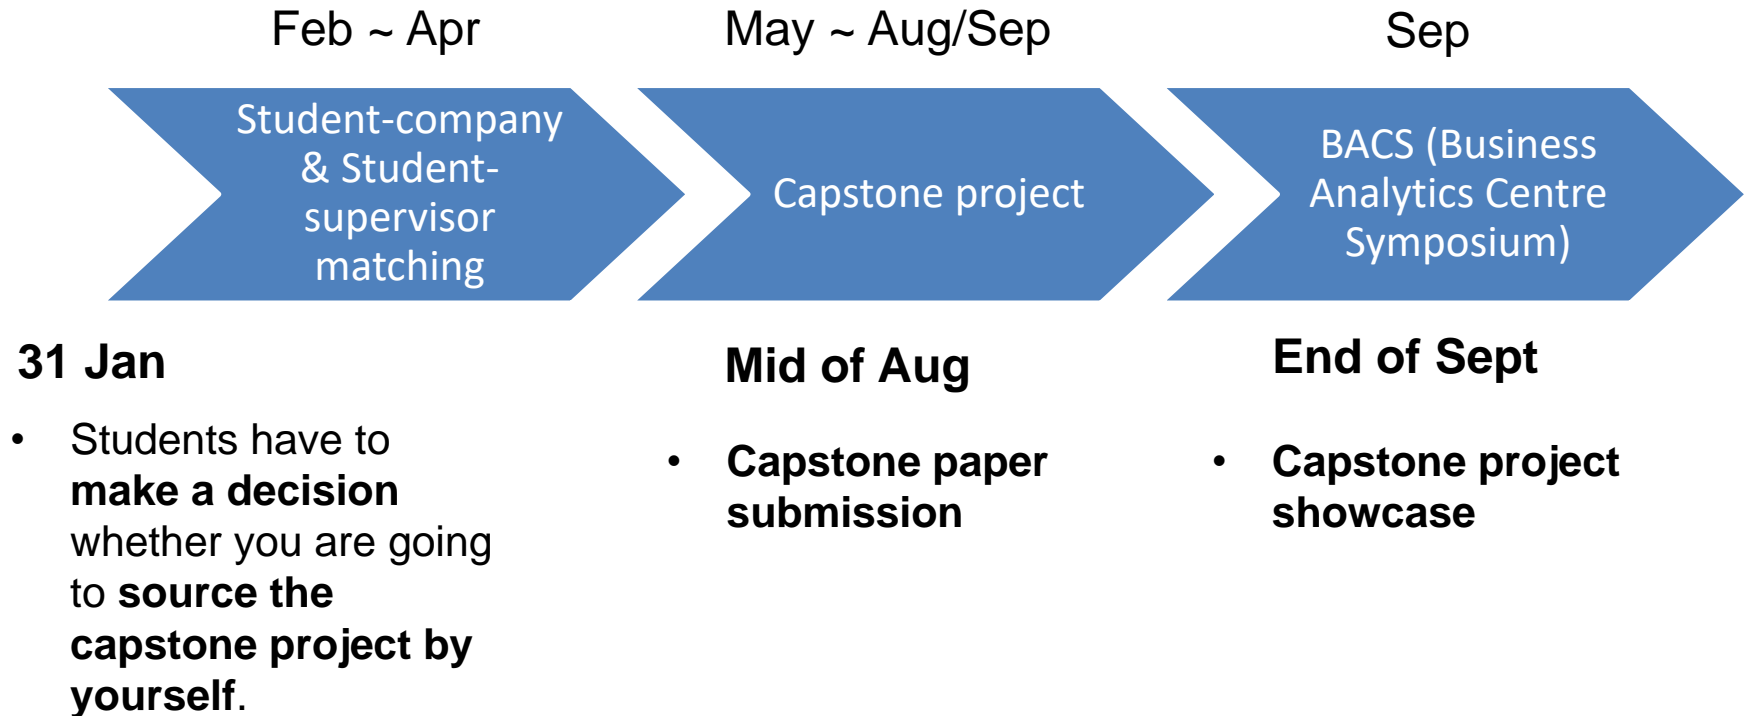 Feb ~ Apr
May ~ Aug/Sep
Sep
Student-company
& Student-
supervisor
matching
Capstone project
BACS (Business
Analytics Centre
Symposium)
31 Jan
• Students have to
make a decision
whether you are going
to source the
capstone project by
yourself.
Mid of Aug
• Capstone paper
submission
End of Sept
• Capstone project
showcase